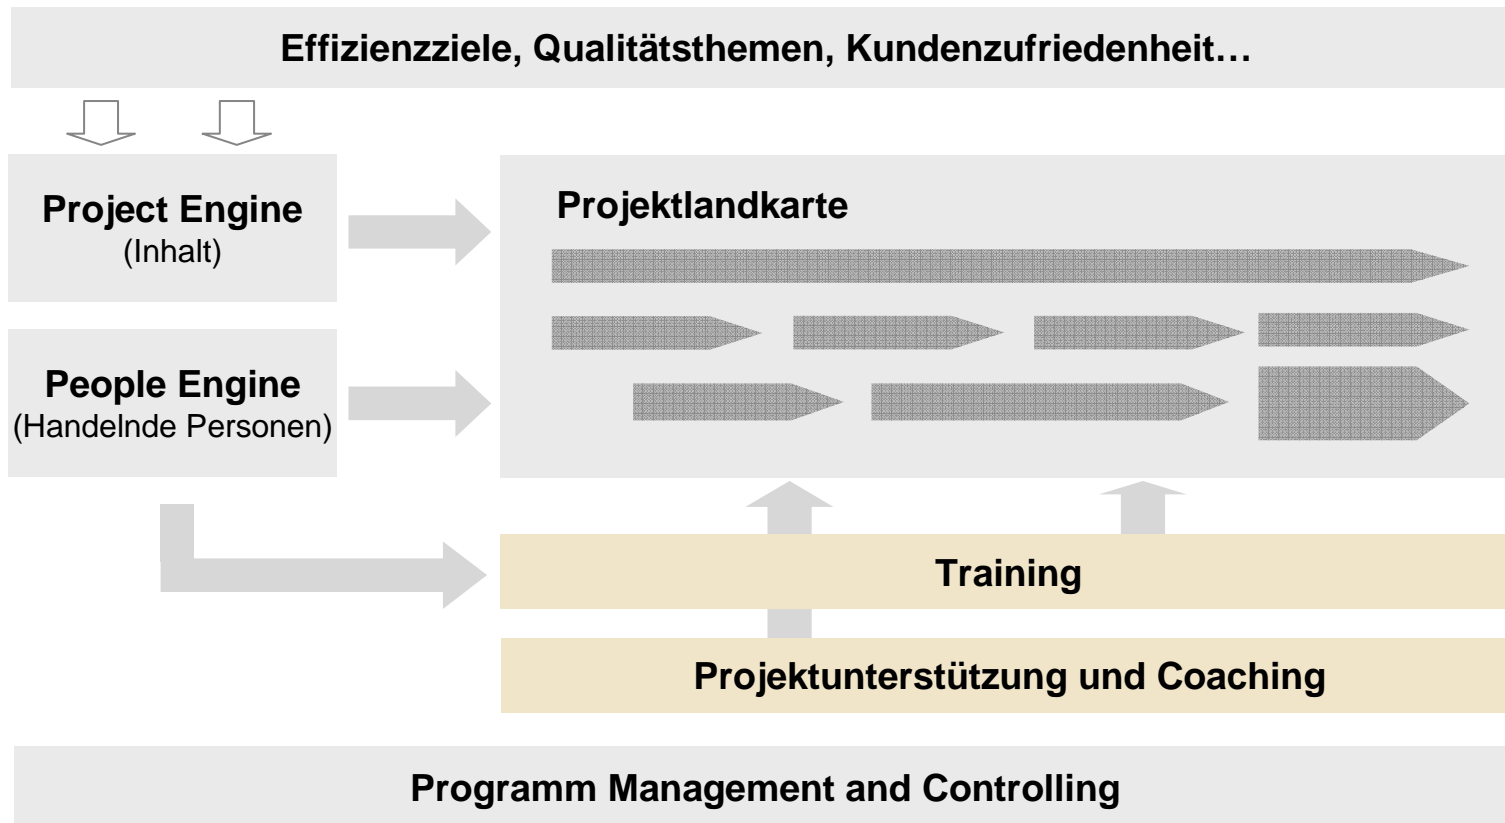 Effizienzziele, Qualitätsthemen, Kundenzufriedenheit…
Project Engine
(Inhalt)
Projektlandkarte
People Engine
(Handelnde Personen)
Training
Projektunterstützung und Coaching
Programm Management and Controlling